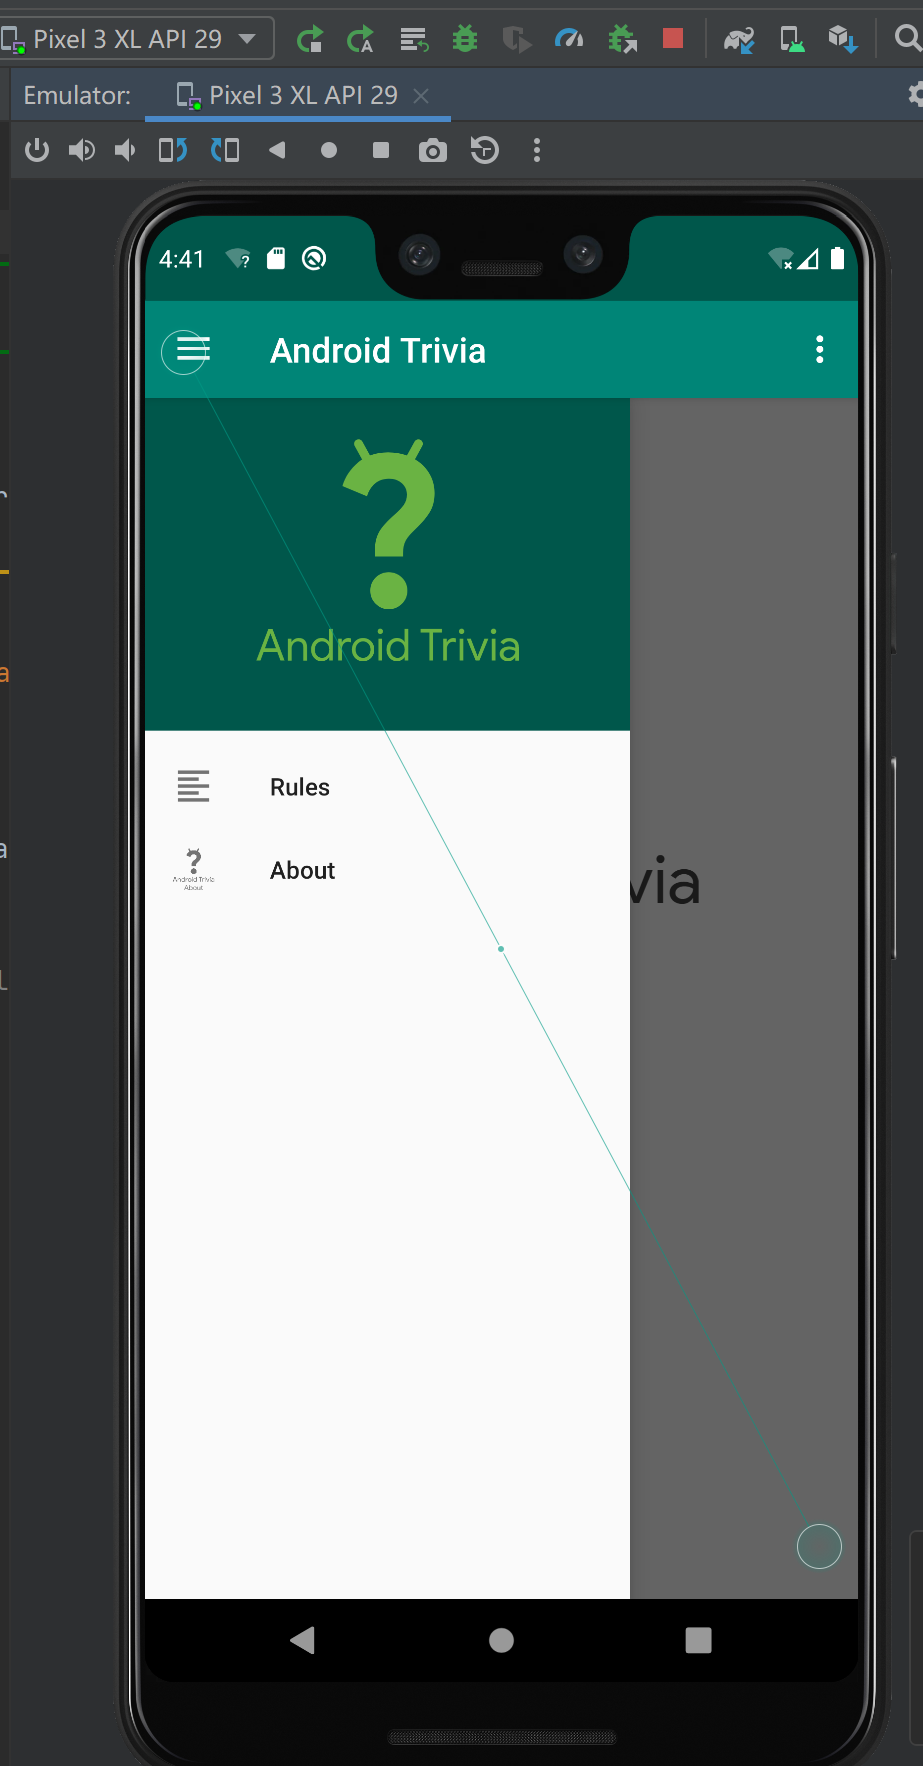 Pixel 3 XL API 29
Emulator: Pixel 3 XL API 29
4:41
Android Trivia
Android Trivia
Rules
Android Trivia
About
About
via